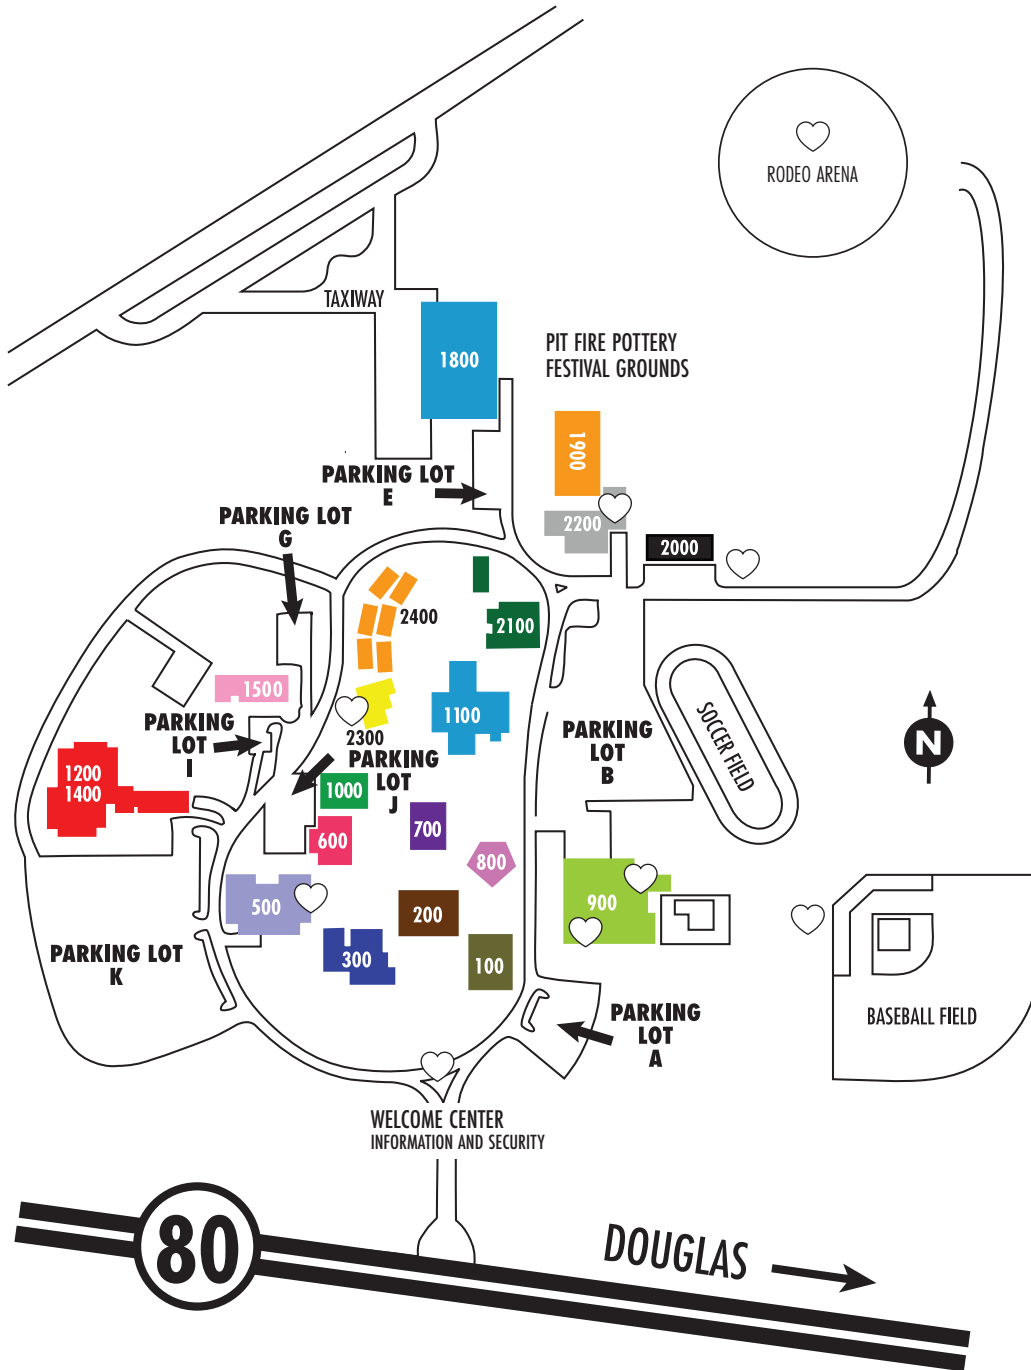 RODEO ARENA
TAXIWAY
PIT FIRE POTTERY
FESTIVAL GROUNDS
1800
1900
PARKING LOT
E
PARKING LOT
G
2200
2000
2400
2100
1500
SOCCER FIELD
1100
PARKING
LOT
I
2300
PARKING
LOT
B
N
PARKING
LOT
J
1200
1400
1000
700
600
800
500
200
900
PARKING LOT
K
300
100
PARKING
LOT
A
BASEBALL FIELD
WELCOME CENTER
INFORMATION AND SECURITY
80
DOUGLAS